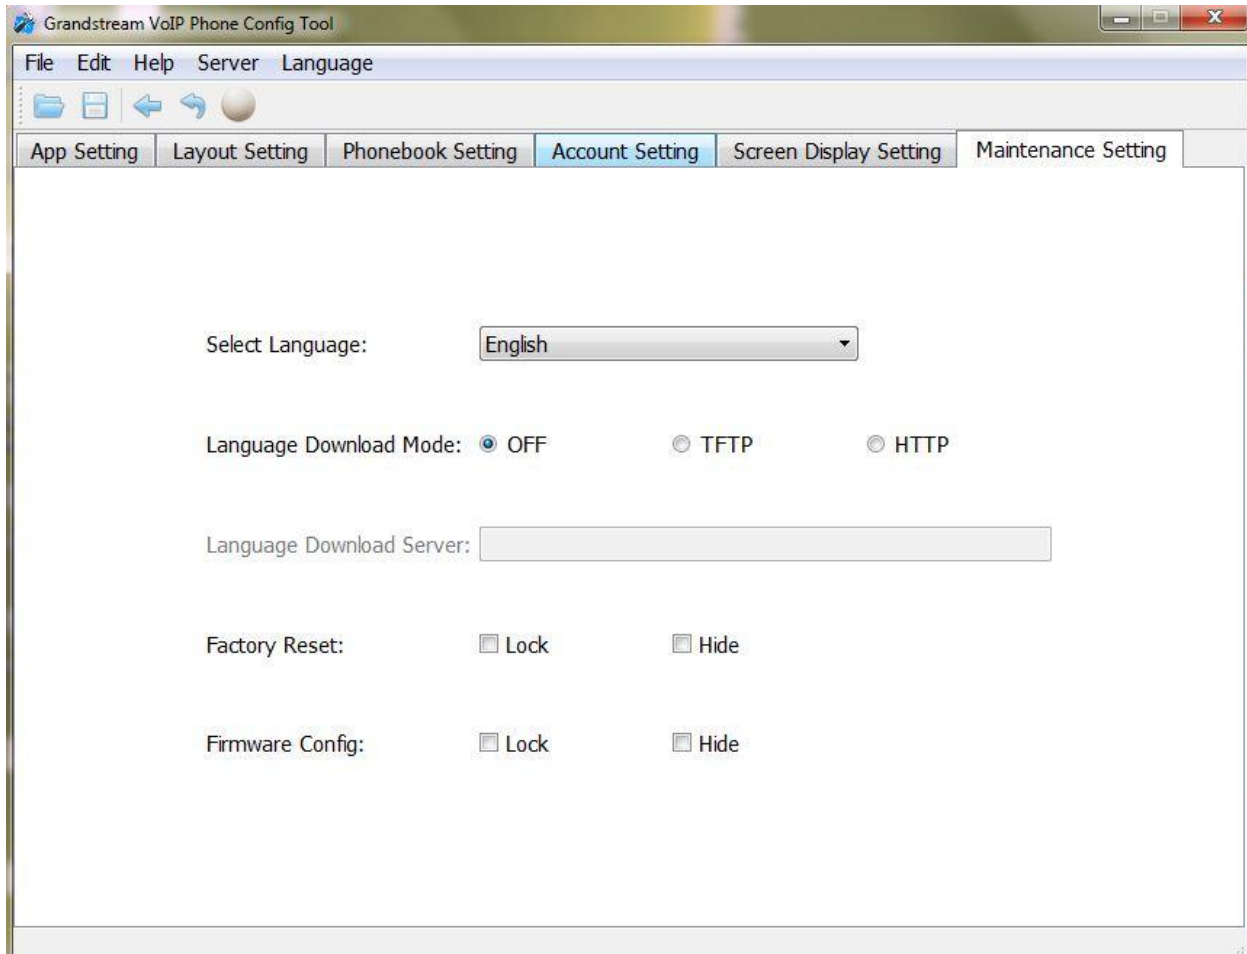 Grandstream VoIP Phone Config Tool
File Edit Help Server Language
App Setting Layout Setting Phonebook Setting Account Setting Screen Display Setting Maintenance Setting
Select Language: English
Language Download Mode: OFF TFTP HTTP
Language Download Server:
Factory Reset: Lock Hide
Firmware Config: Lock Hide